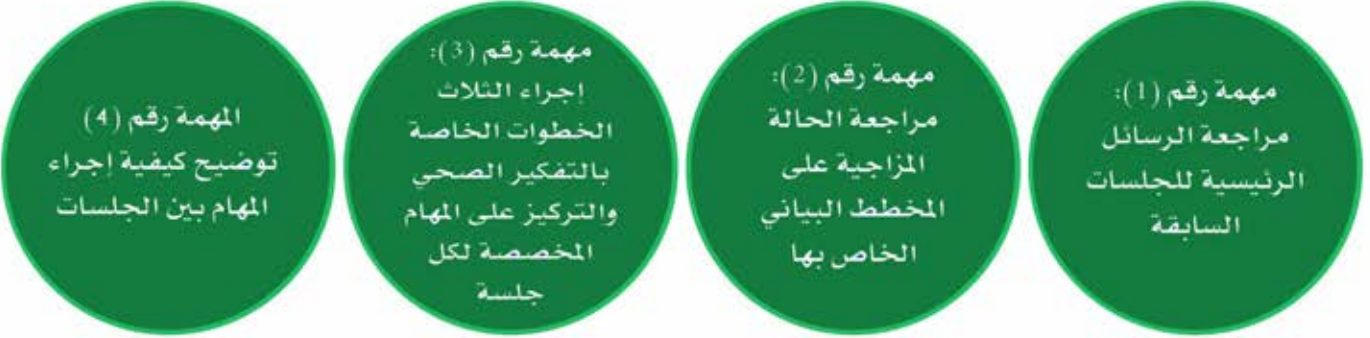 مهمة رقم (1):
مراجعة الرسائل
الرئيسية للجلسات
السابقة
مهمة رقم (2):
مراجعة الحالة
المزاجية على
المخطط البياني
الخاص بها
مهمة رقم (3):
إجراء الثلاث
الخطوات الخاصة
بالتفكير الصحي
والتركيز على المهام
المخصصة لكل
جلسة
المهمة رقم (4)
توضيح كيفية إجراء
المهام بين الجلسات